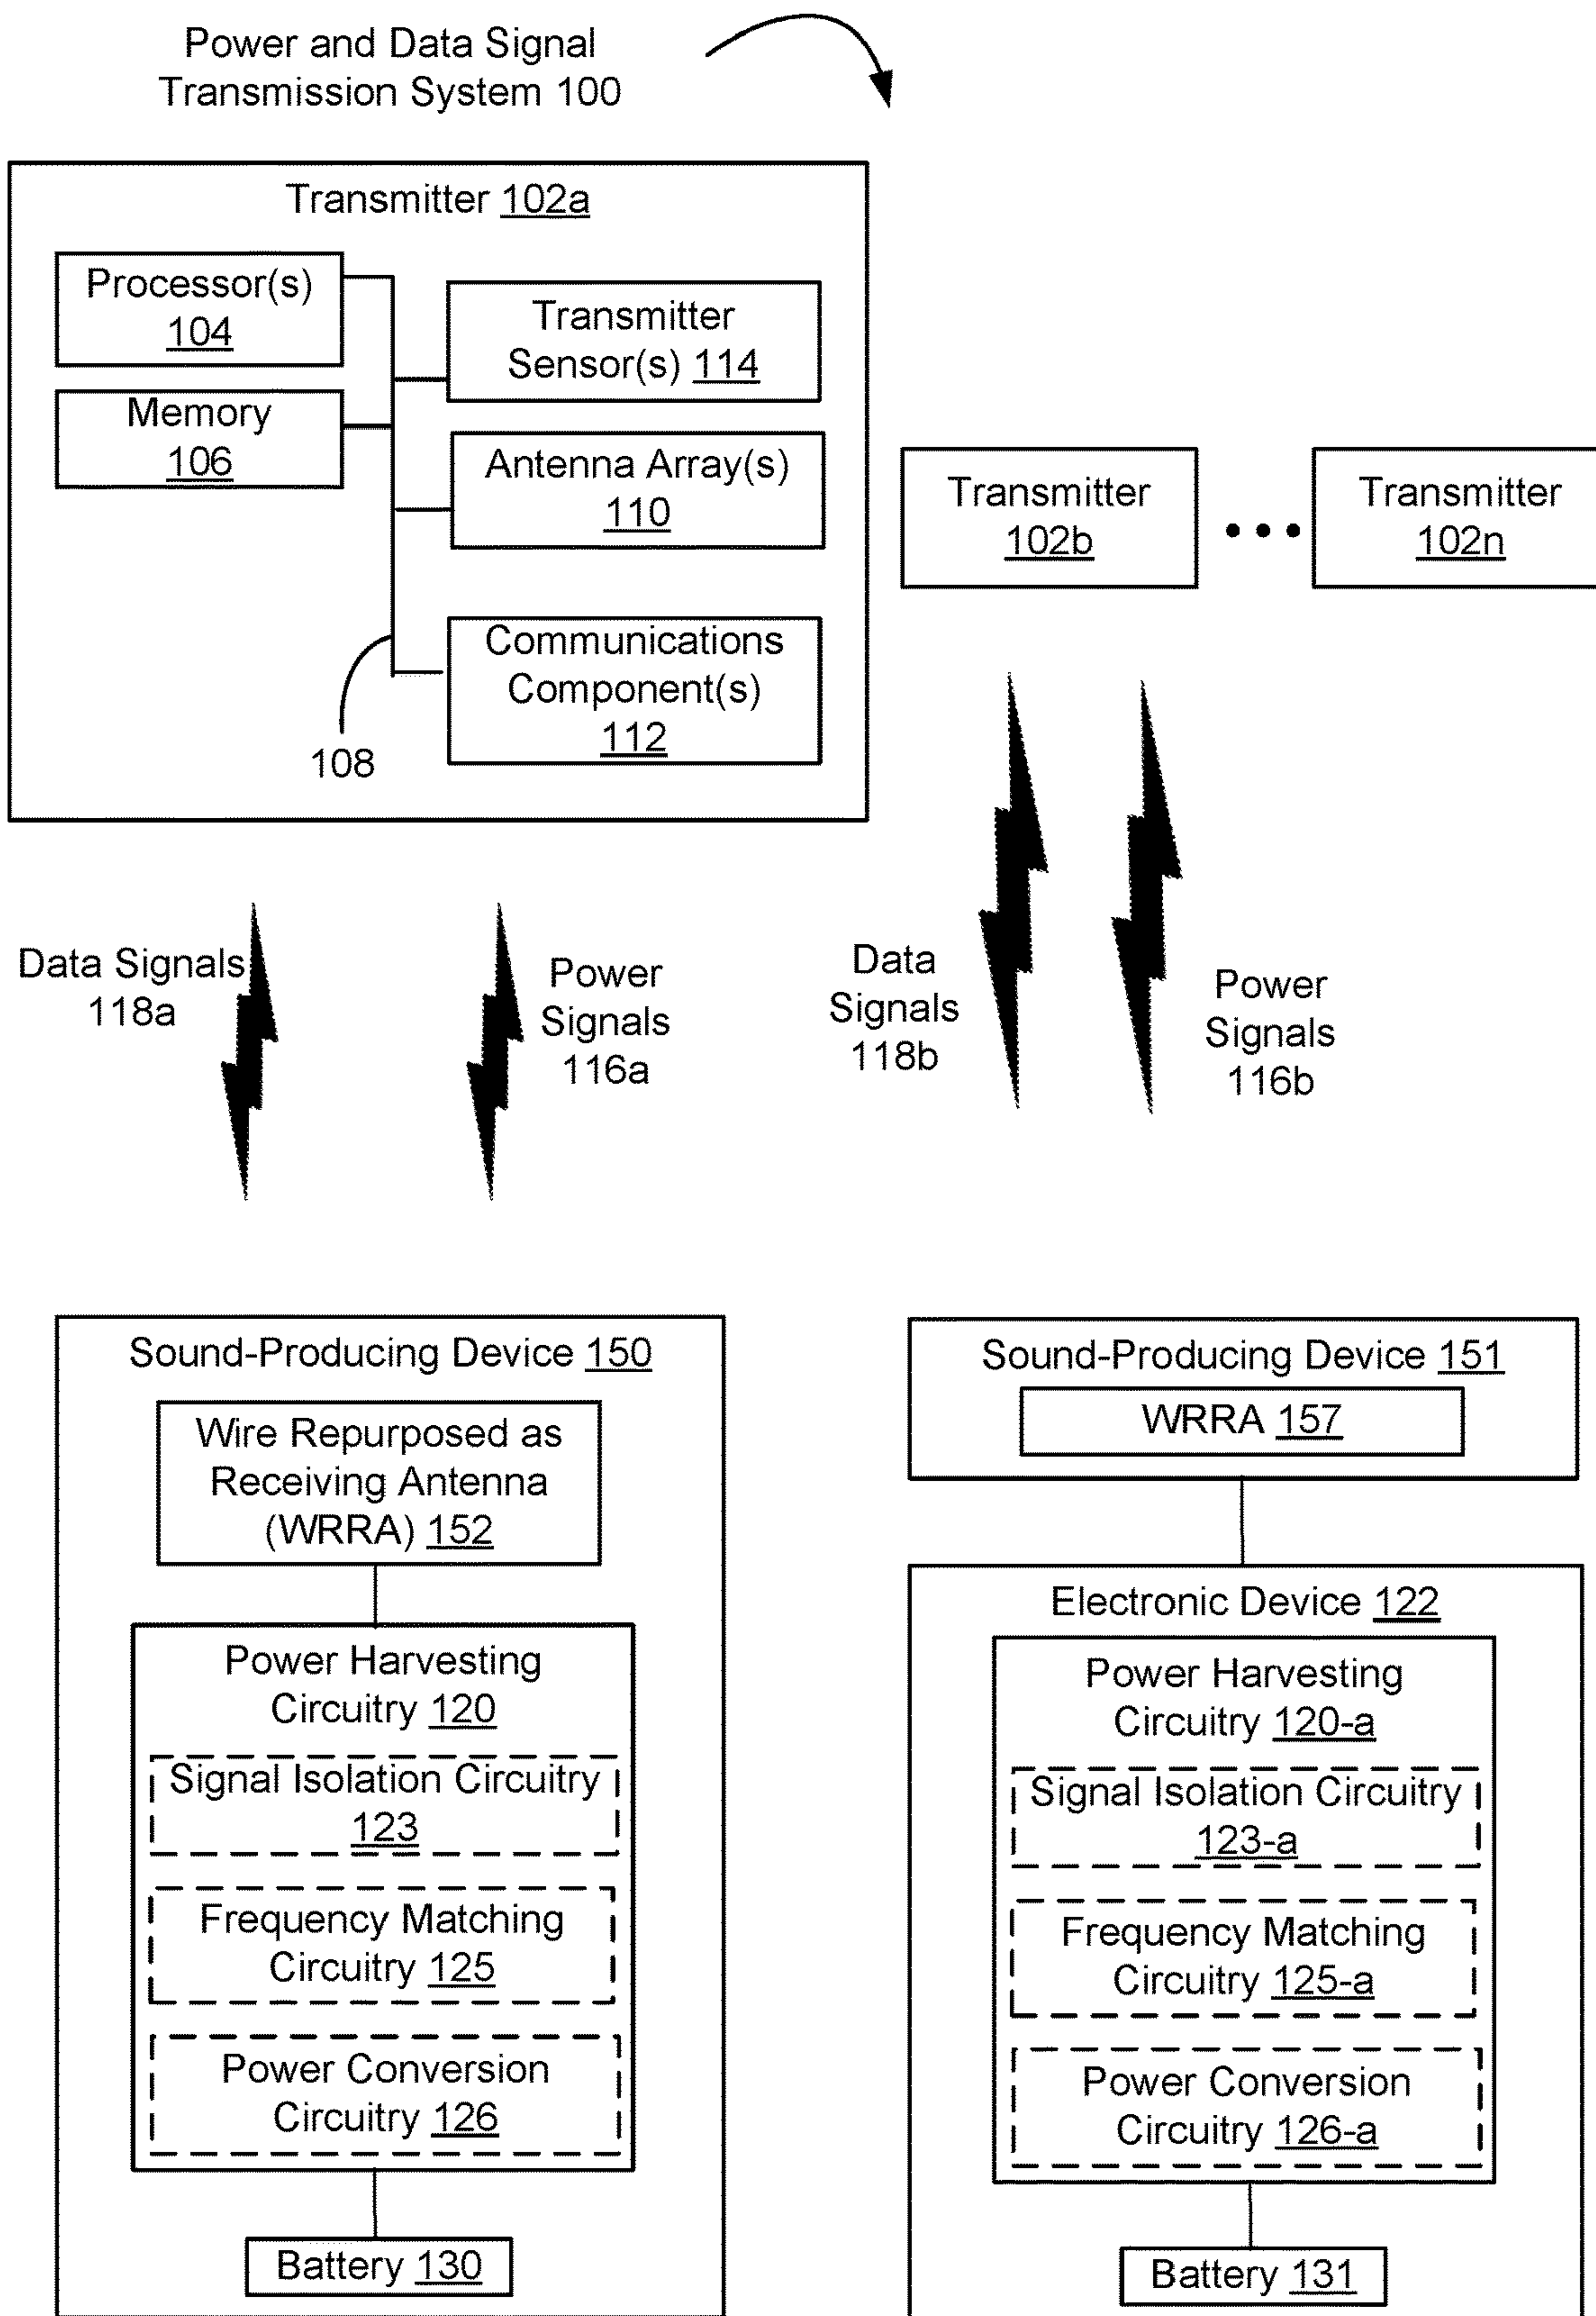 Power and Data Signal
Transmission System 100
Transmitter 102a
Processor(s)
104
Memory
106
Transmitter
Sensor(s) 114
Antenna Array(s)
110
Communications
Component(s)
112
108
Transmitter
102b
Transmitter
102n
Data Signals
118a
Power
Signals
116a
Data
Signals
118b
Power
Signals
116b
Sound-Producing Device 150
Wire Repurposed as
Receiving Antenna
(WRRA) 152
Power Harvesting
Circuitry 120
Signal Isolation Circuitry
123
Frequency Matching
Circuitry 125
Power Conversion
Circuitry 126
Battery 130
Sound-Producing Device 151
WRRA 157
Electronic Device 122
Power Harvesting
Circuitry 120-a
Signal Isolation Circuitry
123-a
Frequency Matching
Circuitry 125-a
Power Conversion
Circuitry 126-a
Battery 131